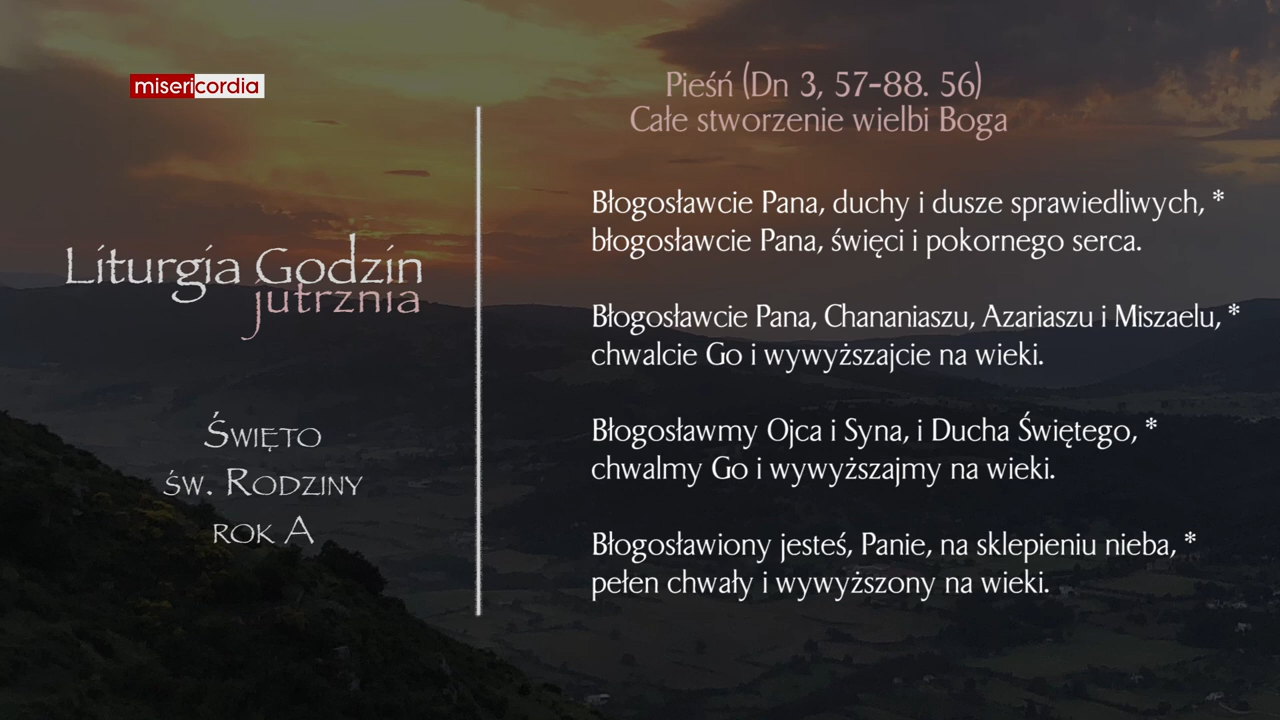 misericordia
Liturgia Godzin
jutrznia
Święto
św. Rodziny
rok A
Pieśń (Dn 3, 57-88. 56)
Całe stworzenie wielbi Boga
Błogosławcie Pana, duchy i dusze sprawiedliwych, *
błogosławcie Pana, święci i pokornego serca.
Błogosławcie Pana, Chananiaszu, Azariaszu i Miszaelu, *
chwalcie Go i wywyższajcie na wieki.
Błogosławmy Ojca i Syna, i Ducha Świętego, *
chwalmy Go i wywyższajmy na wieki.
Błogosławiony jesteś, Panie, na sklepieniu nieba, *
pełen chwały i wywyższony na wieki.